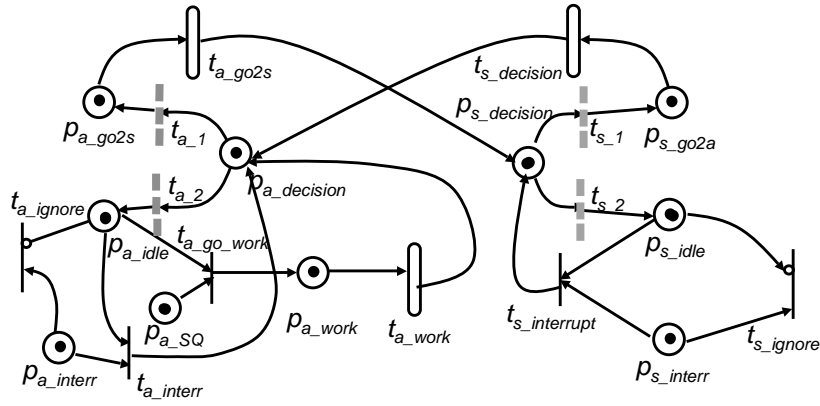 t_a_go2s
t_s_decision
p_a_go2s
t_a_1
p_s_decision
t_s_1
p_s_go2a
t_a_2
p_a_decision
t_s_2
t_a_ignore
p_a_idle
t_a_go_work
p_s_idle
p_a_SQ
p_a_work
t_a_work
t_s_interrupt
p_a_interr
t_a_interr
p_s_interr
t_s_ignore